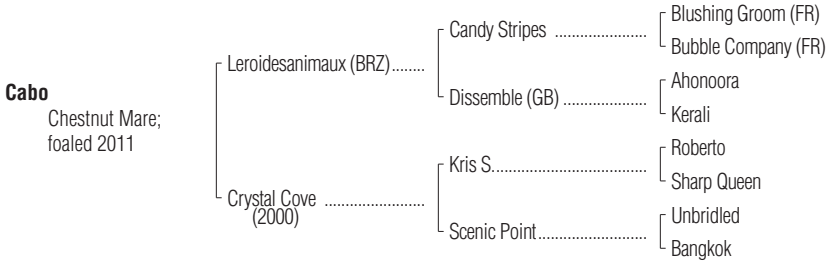 Cabo
Chestnut Mare;
foaled 2011
Leroidesanimaux (BRZ)........
Crystal Cove ........................
(2000)
Candy Stripes ......................
Dissemble (GB) ....................
Kris S. ....................................
Scenic Point..........................
Blushing Groom (FR)
Bubble Company (FR)
Ahonoora
Kerali
Roberto
Sharp Queen
Unbridled
Bangkok